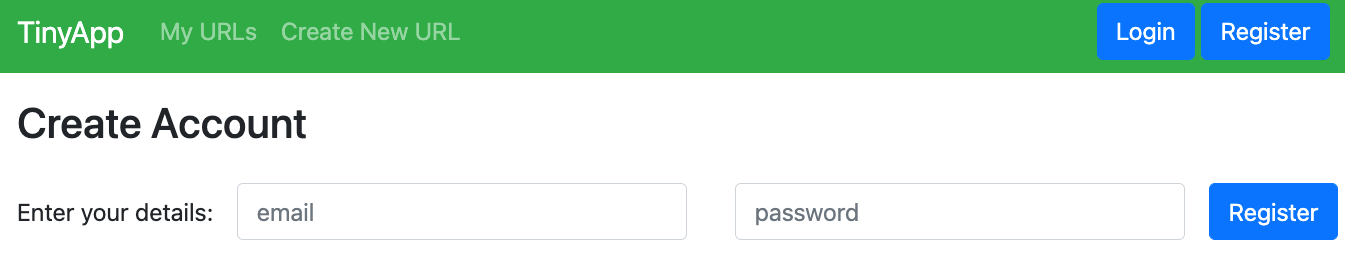 TinyApp My URLs Create New URL Login Register
Create Account
Enter your details: email password Register